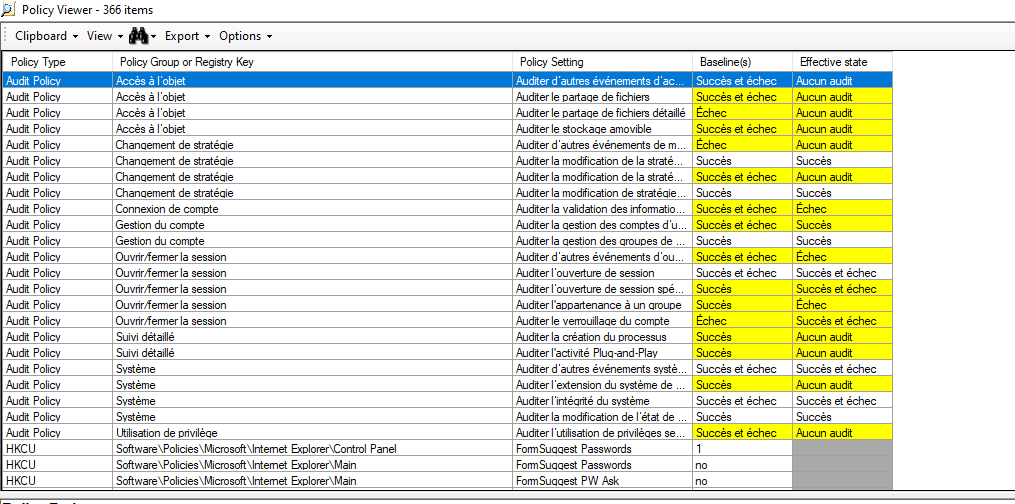 Policy Viewer - 366 items
Clipboard View Export Options
Policy Type Policy Group or Registry Key Policy Setting Baseline(s) Effective state
Audit Policy Accès à l'objet Auditer d'autres événements d'ac... Succès et échec Aucun audit
Audit Policy Accès à l'objet Auditer le partage de fichiers Succès et échec Aucun audit
Audit Policy Accès à l'objet Auditer le partage de fichiers détaillé Échec Aucun audit
Audit Policy Accès à l'objet Auditer le stockage amovible Succès et échec Aucun audit
Audit Policy Changement de stratégie Auditer d'autres événements de m... Échec Aucun audit
Audit Policy Changement de stratégie Auditer la modification de la straté... Succès Succès
Audit Policy Changement de stratégie Auditer la modification de la straté... Succès et échec Aucun audit
Audit Policy Changement de stratégie Auditer la modification de stratégie... Succès Succès
Audit Policy Connexion de compte Auditer la validation des informatio... Succès et échec Échec
Audit Policy Gestion du compte Auditer la gestion des comptes d'u... Succès et échec Succès
Audit Policy Gestion du compte Auditer la gestion des groupes de ... Succès Succès
Audit Policy Ouvrir/fermer la session Auditer d'autres événements d'ou... Succès et échec Échec
Audit Policy Ouvrir/fermer la session Auditer l'ouverture de session Succès et échec Succès et échec
Audit Policy Ouvrir/fermer la session Auditer l'ouverture de session spé... Succès Succès et échec
Audit Policy Ouvrir/fermer la session Auditer l'appartenance à un groupe Succès Échec
Audit Policy Ouvrir/fermer la session Auditer le verrouillage du compte Échec Succès et échec
Audit Policy Suivi détaillé Auditer la création du processus Succès Aucun audit
Audit Policy Suivi détaillé Auditer l'activité Plug-and-Play Succès Aucun audit
Audit Policy Système Auditer d'autres événements systè... Succès et échec Succès et échec
Audit Policy Système Auditer l'extension du système de ... Succès Aucun audit
Audit Policy Système Auditer l'intégrité du système Succès et échec Succès et échec
Audit Policy Système Auditer la modification de l'état de ... Succès Succès
Audit Policy Utilisation de privilège Auditer l'utilisation de privilèges se... Succès et échec Aucun audit
HKCU Software\Policies\Microsoft\Internet Explorer\Control Panel FormSuggest Passwords 1
HKCU Software\Policies\Microsoft\Internet Explorer\Main FormSuggest Passwords no
HKCU Software\Policies\Microsoft\Internet Explorer\Main FormSuggest PW Ask no